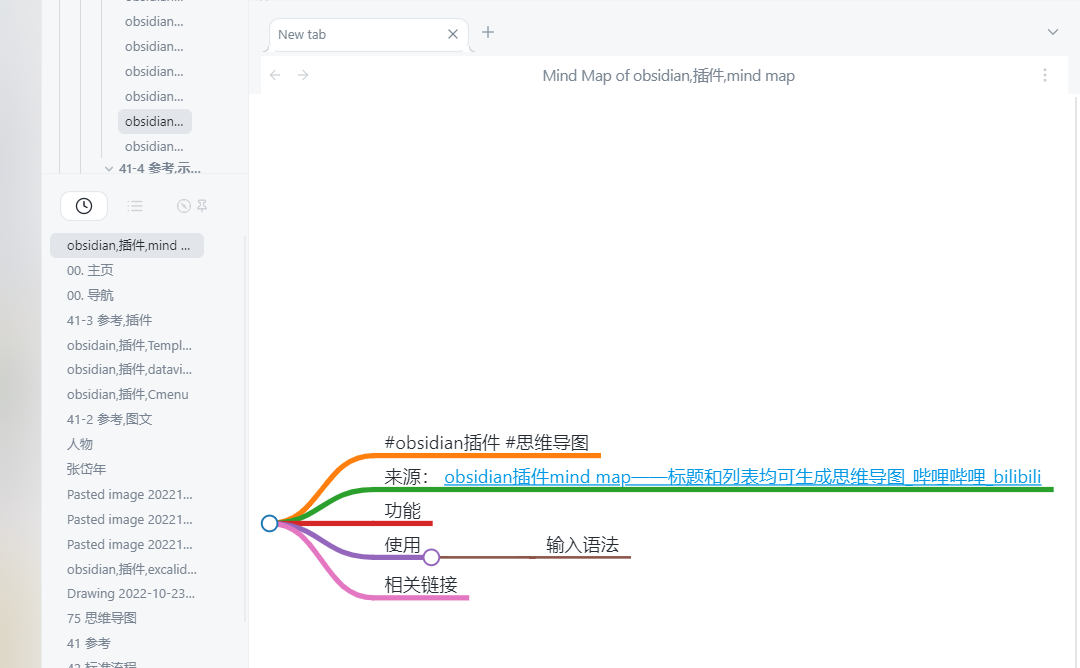 obsidian...
obsidian...
obsidian...
obsidian...
obsidian...
obsidian...
41-4 参考,示...
obsidian,插件,mind ...
00. 主页
00. 导航
41-3 参考,插件
obsidain,插件,Templ...
obsidian,插件,datavi...
obsidian,插件,Cmenu
41-2 参考,图文
人物
张岱年
Pasted image 20221...
Pasted image 20221...
Pasted image 20221...
obsidian,插件,excalid...
Drawing 2022-10-23...
75 思维导图
41 参考
New tab
Mind Map of obsidian,插件,mind map
#obsidian插件 #思维导图
来源： obsidian插件mind map——标题和列表均可生成思维导图_哔哩哔哩_bilibili
功能
使用 输入语法
相关链接